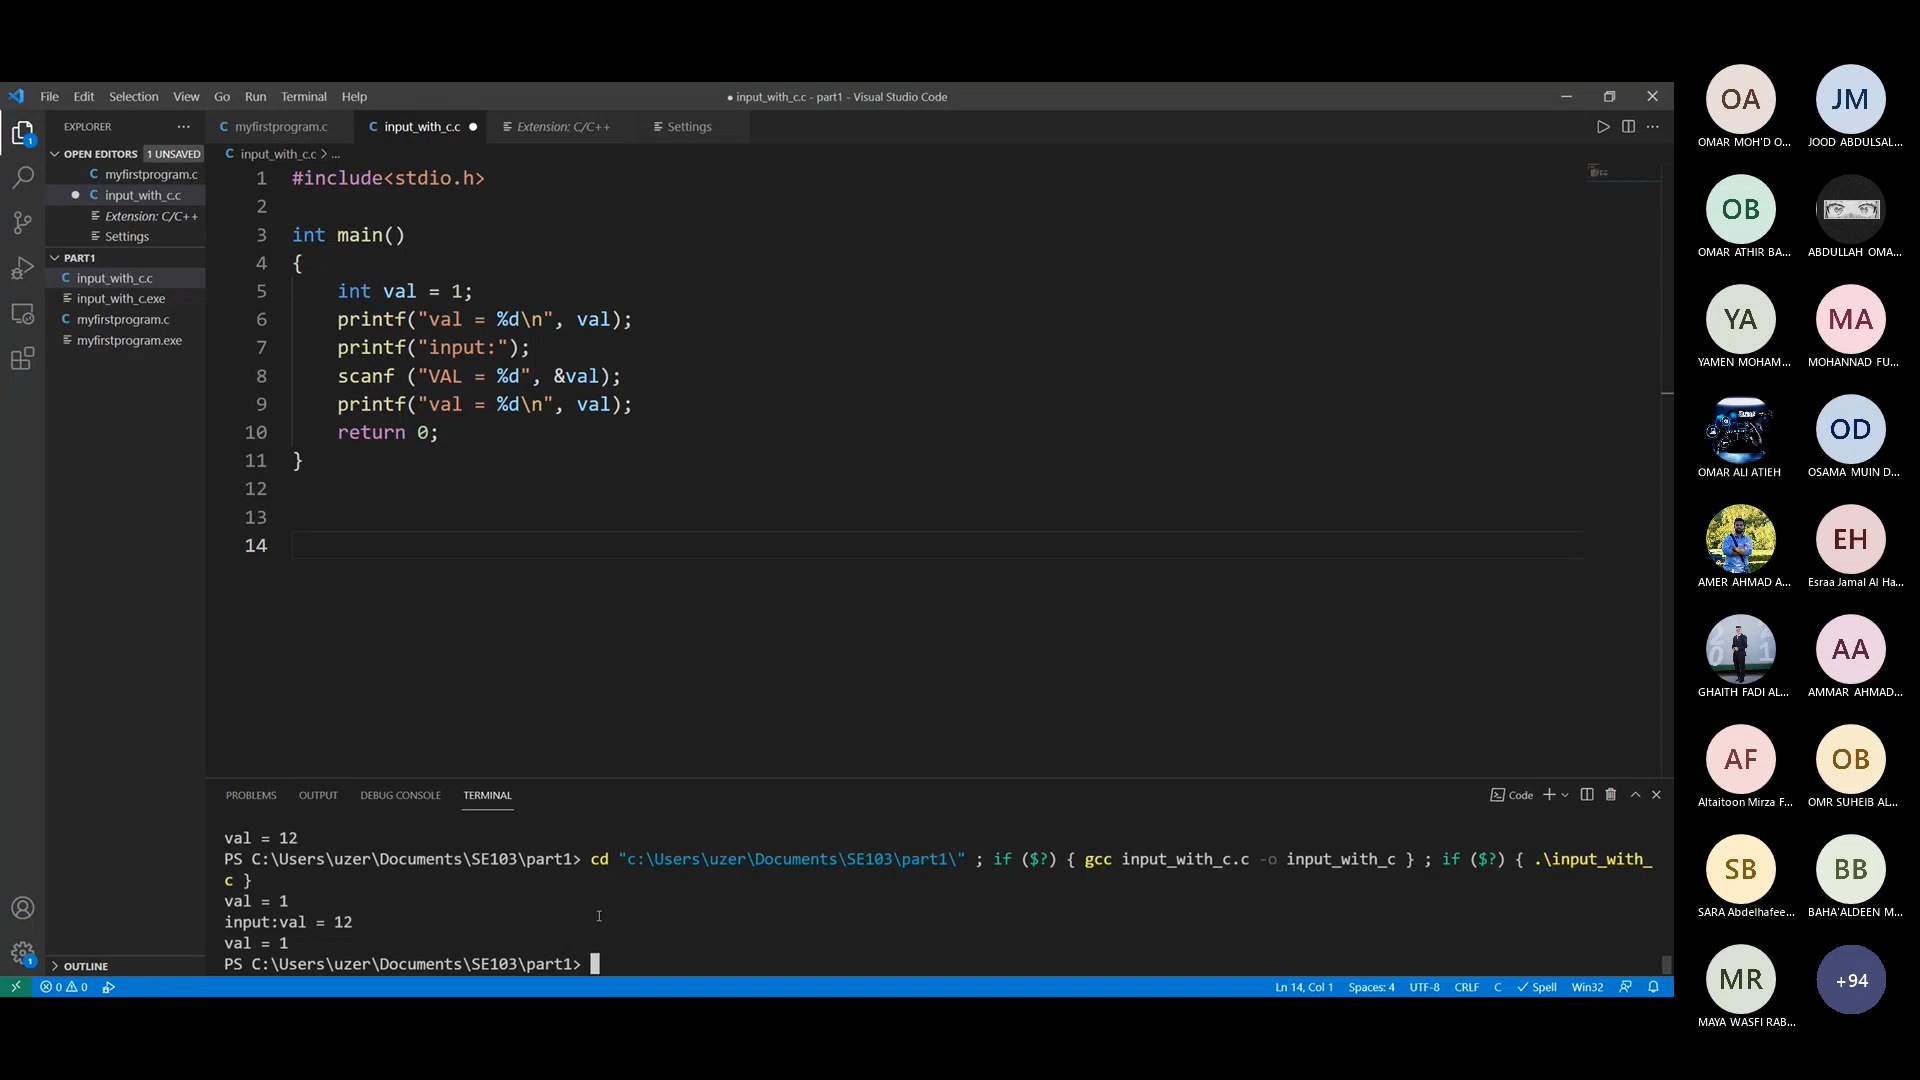 File Edit Selection View Go Run Terminal Help
● input_with_c.c - part1 - Visual Studio Code
EXPLORER
OPEN EDITORS 1 UNSAVED
myfirstprogram.c
input_with_c.c
Extension: C/C++
Settings
PART1
input_with_c.c
input_with_c.exe
myfirstprogram.c
myfirstprogram.exe
OUTLINE
myfirstprogram.c input_with_c.c ● Extension: C/C++ Settings
C input_with_c.c > ...
1 #include<stdio.h>
2
3 int main()
4 {
5 int val = 1;
6 printf("val = %d\n", val);
7 printf("input:");
8 scanf ("VAL = %d", &val);
9 printf("val = %d\n", val);
10 return 0;
11 }
12
13
14
PROBLEMS OUTPUT DEBUG CONSOLE TERMINAL
Code
val = 12
PS C:\Users\uzer\Documents\SE103\part1> cd "c:\Users\uzer\Documents\SE103\part1\" ; if ($?) { gcc input_with_c.c -o input_with_c } ; if ($?) { .\input_with_
c }
val = 1
input:val = 12
val = 1
PS C:\Users\uzer\Documents\SE103\part1>
0 0 Ln 14, Col 1 Spaces: 4 UTF-8 CRLF C Spell Win32
OA JM
OMAR MOH'D O... JOOD ABDULSAL...
OB
OMAR ATHIR BA... ABDULLAH OMA...
YA MA
YAMEN MOHAM... MOHANNAD FU...
OD
OMAR ALI ATIEH OSAMA MUIN D...
EH
AMER AHMAD A... Esraa Jamal Al Ha...
AA
GHAITH FADI AL... AMMAR AHMAD...
AF OB
Altaitoon Mirza F... OMR SUHEIB AL...
SB BB
SARA Abdelhafee... BAHA'ALDEEN M...
MR +94
MAYA WASFI RAB...